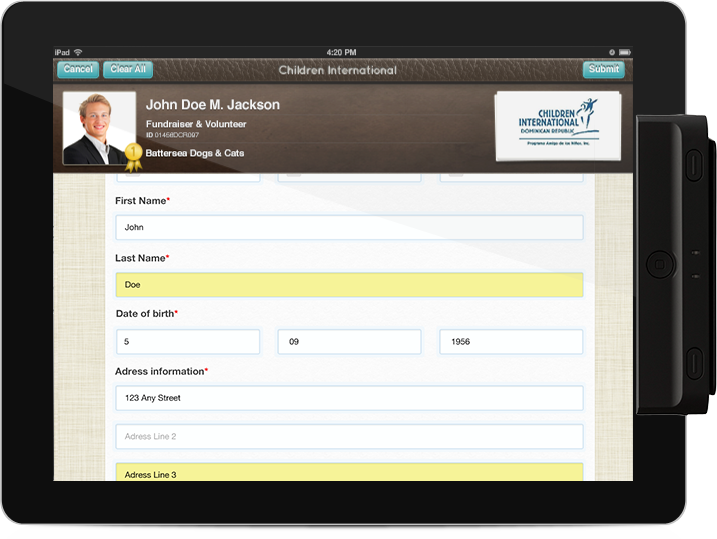 iPad
4:20 PM
Cancel
Clear All
Children International
Submit
John Doe M. Jackson
Fundraiser & Volunteer
ID 01456DCR097
1
Battersea Dogs & Cats
CHILDREN
INTERNATIONAL
DOMINICAN REPUBLIC
Programa Amigo de los Niños, Inc.
First Name*
John
Last Name*
Doe
Date of birth*
5
09
1956
Adress information*
123 Any Street
Adress Line 2
Adress Line 3